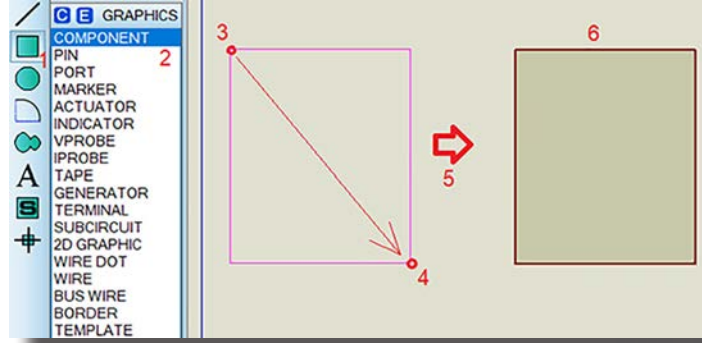 C E GRAPHICS
COMPONENT
PIN
PORT
MARKER
ACTUATOR
INDICATOR
VPROBE
IPROBE
TAPE
GENERATOR
TERMINAL
SUBCIRCUIT
2D GRAPHIC
WIRE DOT
WIRE
BUS WIRE
BORDER
TEMPLATE
A
S
1
2
3
4
5
6